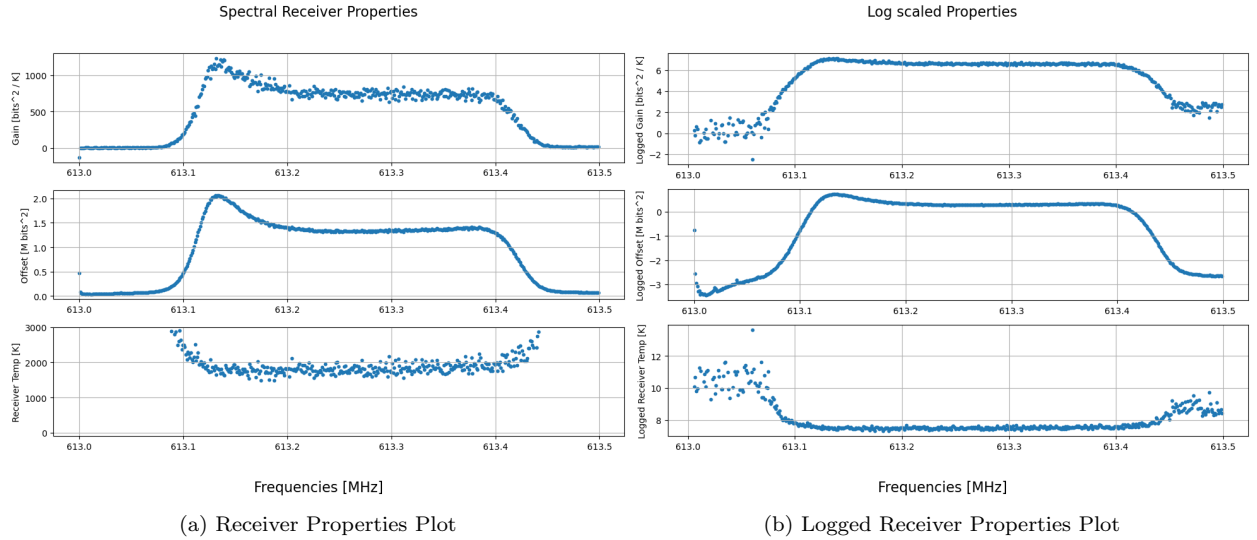 Spectral Receiver Properties
Gain [bits^2 / K]
1000
500
0
613.0 613.1 613.2 613.3 613.4 613.5
Offset [M bits^2]
2.0
1.5
1.0
0.5
0.0
613.0 613.1 613.2 613.3 613.4 613.5
Receiver Temp [K]
3000
2000
1000
0
613.0 613.1 613.2 613.3 613.4 613.5
Frequencies [MHz]
(a) Receiver Properties Plot
Log scaled Properties
Logged Gain [bits^2 / K]
6
4
2
0
−2
613.0 613.1 613.2 613.3 613.4 613.5
Logged Offset [M bits^2]
0
−1
−2
−3
613.0 613.1 613.2 613.3 613.4 613.5
Logged Receiver Temp [K]
12
10
8
613.0 613.1 613.2 613.3 613.4 613.5
Frequencies [MHz]
(b) Logged Receiver Properties Plot